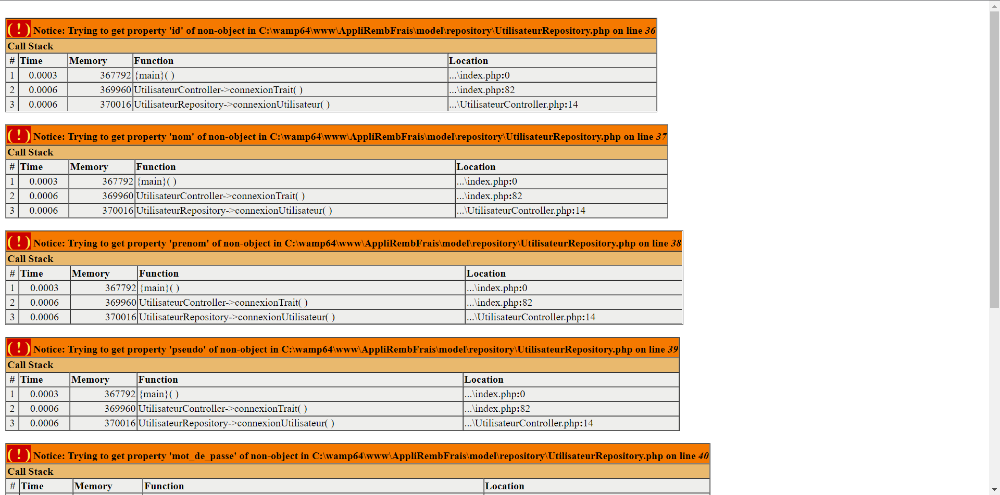 ( ! ) Notice: Trying to get property 'id' of non-object in C:\wamp64\www\AppliRembFrais\model\repository\UtilisateurRepository.php on line 36
Call Stack
# Time Memory Function Location
1 0.0003 367792 {main}( ) ...\index.php:0
2 0.0006 369960 UtilisateurController->connexionTrait( ) ...\index.php:82
3 0.0006 370016 UtilisateurRepository->connexionUtilisateur( ) ...\UtilisateurController.php:14
( ! ) Notice: Trying to get property 'nom' of non-object in C:\wamp64\www\AppliRembFrais\model\repository\UtilisateurRepository.php on line 37
Call Stack
# Time Memory Function Location
1 0.0003 367792 {main}( ) ...\index.php:0
2 0.0006 369960 UtilisateurController->connexionTrait( ) ...\index.php:82
3 0.0006 370016 UtilisateurRepository->connexionUtilisateur( ) ...\UtilisateurController.php:14
( ! ) Notice: Trying to get property 'prenom' of non-object in C:\wamp64\www\AppliRembFrais\model\repository\UtilisateurRepository.php on line 38
Call Stack
# Time Memory Function Location
1 0.0003 367792 {main}( ) ...\index.php:0
2 0.0006 369960 UtilisateurController->connexionTrait( ) ...\index.php:82
3 0.0006 370016 UtilisateurRepository->connexionUtilisateur( ) ...\UtilisateurController.php:14
( ! ) Notice: Trying to get property 'pseudo' of non-object in C:\wamp64\www\AppliRembFrais\model\repository\UtilisateurRepository.php on line 39
Call Stack
# Time Memory Function Location
1 0.0003 367792 {main}( ) ...\index.php:0
2 0.0006 369960 UtilisateurController->connexionTrait( ) ...\index.php:82
3 0.0006 370016 UtilisateurRepository->connexionUtilisateur( ) ...\UtilisateurController.php:14
( ! ) Notice: Trying to get property 'mot_de_passe' of non-object in C:\wamp64\www\AppliRembFrais\model\repository\UtilisateurRepository.php on line 40
Call Stack
# Time Memory Function Location